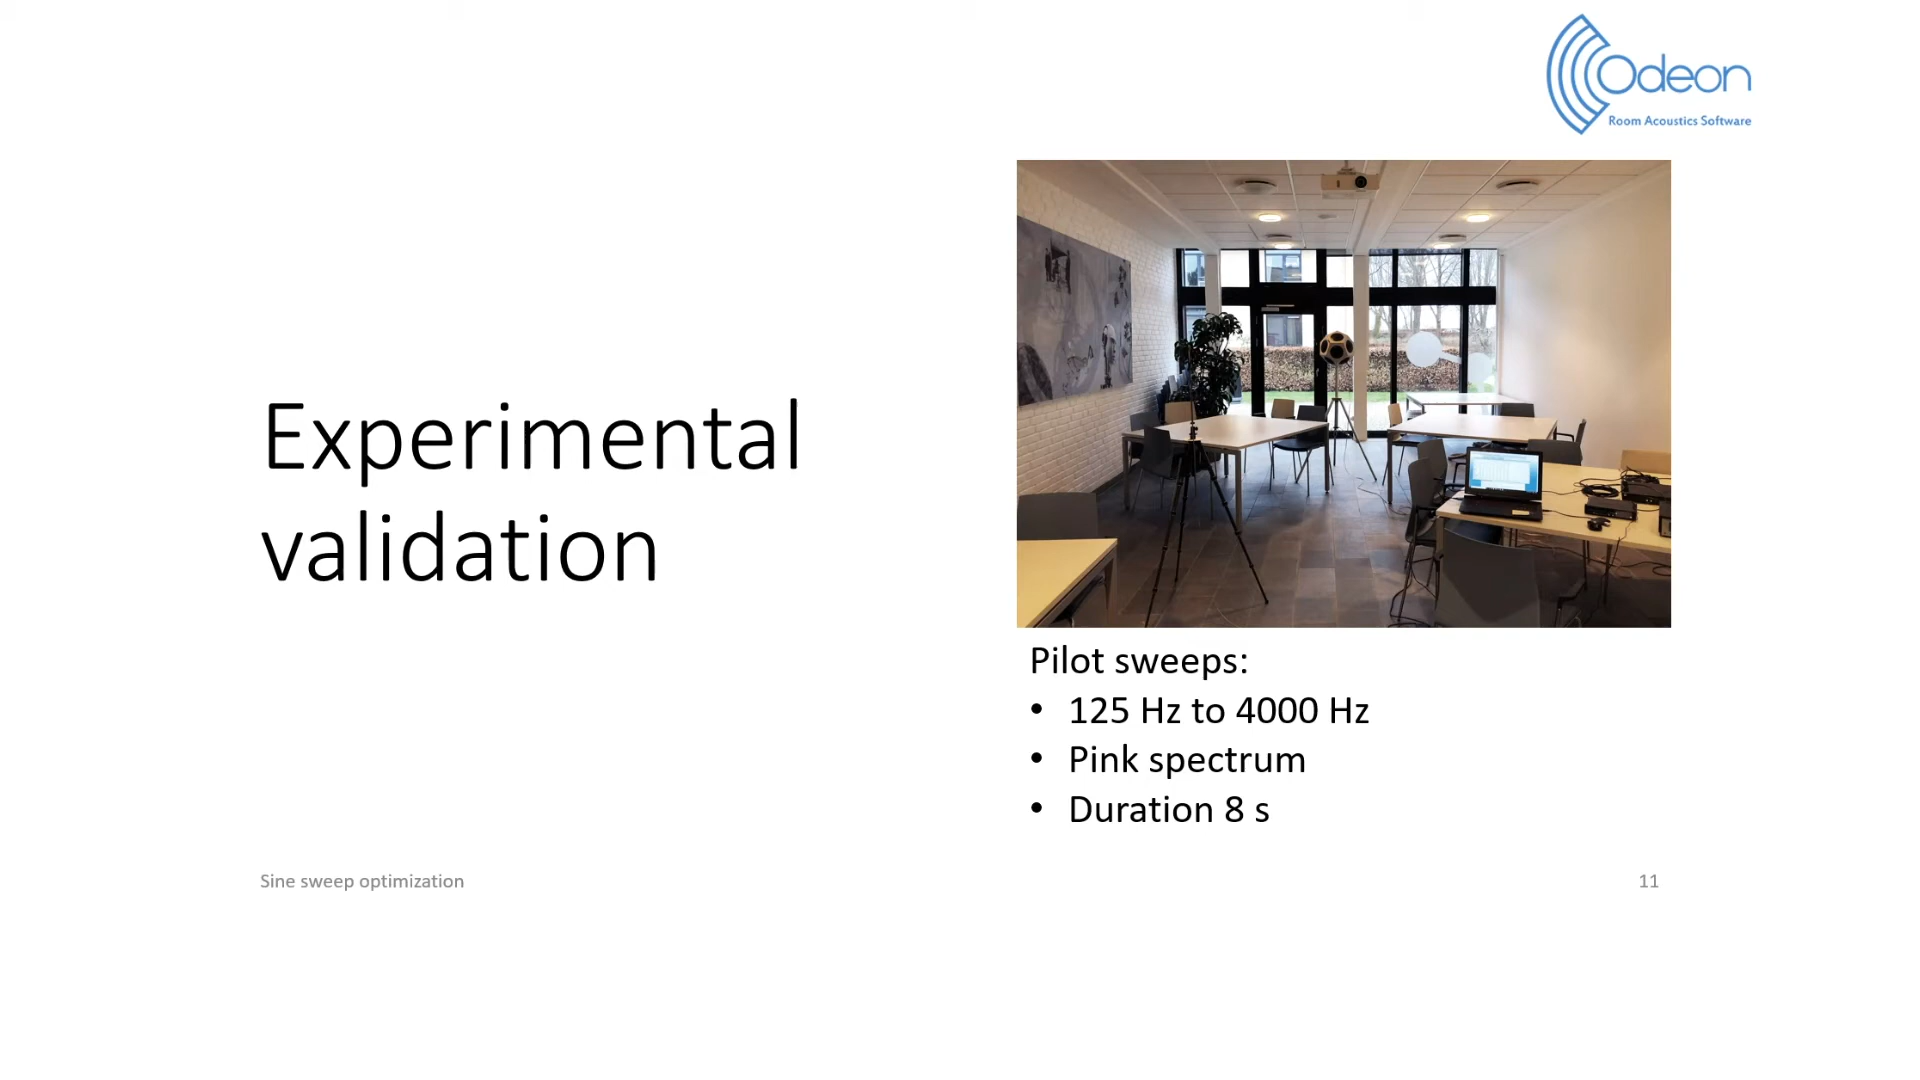 Odeon
Room Acoustics Software
Experimental
validation
Pilot sweeps:
• 125 Hz to 4000 Hz
• Pink spectrum
• Duration 8 s
Sine sweep optimization
11